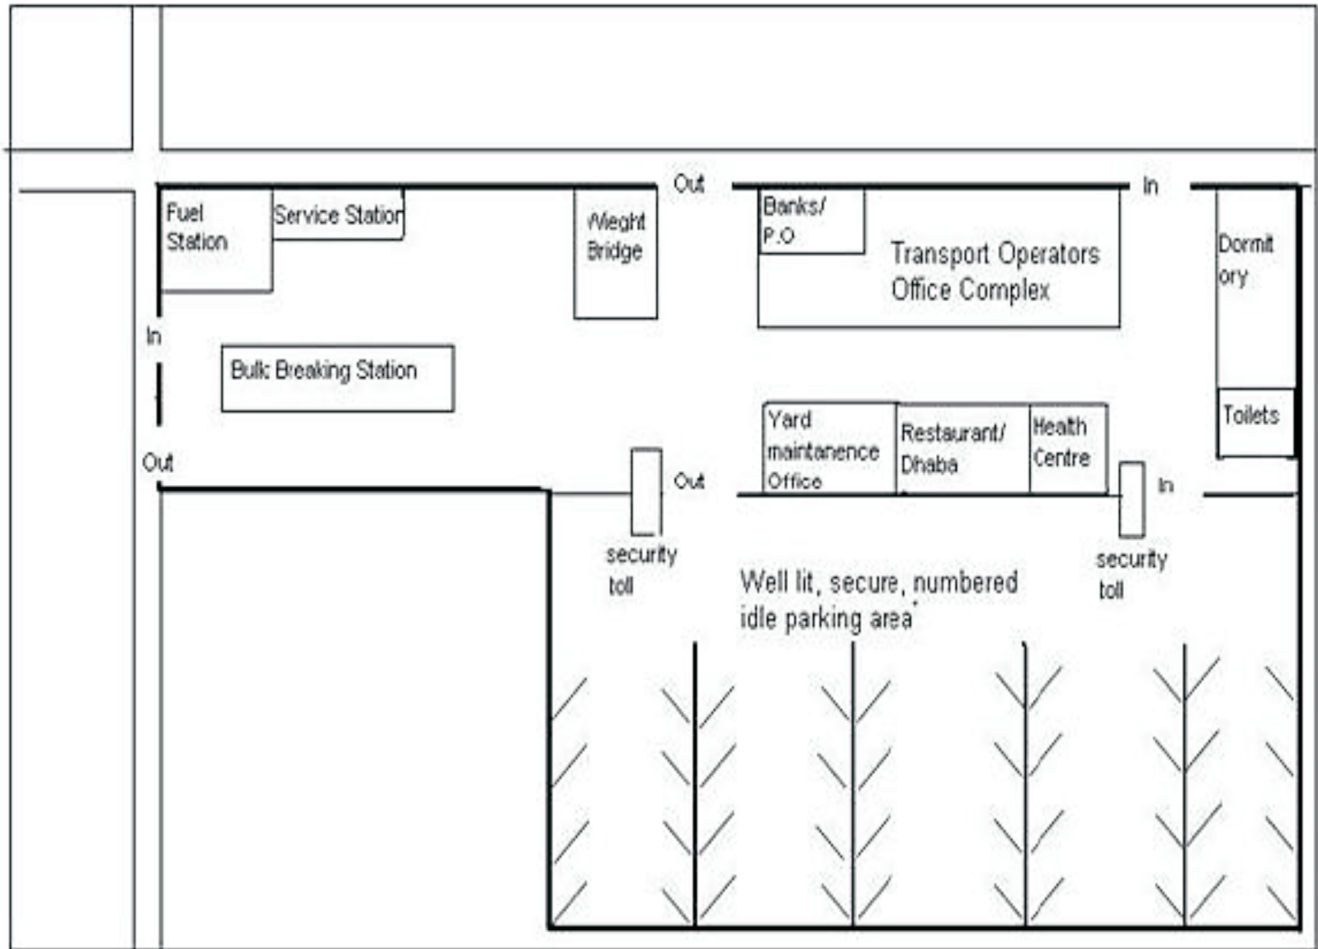 Out
In
Fuel
Station
Service Station
Wieght
Bridge
Banks/
P.O
Transport Operators
Office Complex
Dormit
ory
In
Bulk Breaking Station
Out
Yard
maintanence
Office
Restaurant/
Dhaba
Health
Centre
Toilets
Out
In
security
toll
security
toll
Well lit, secure, numbered
idle parking area